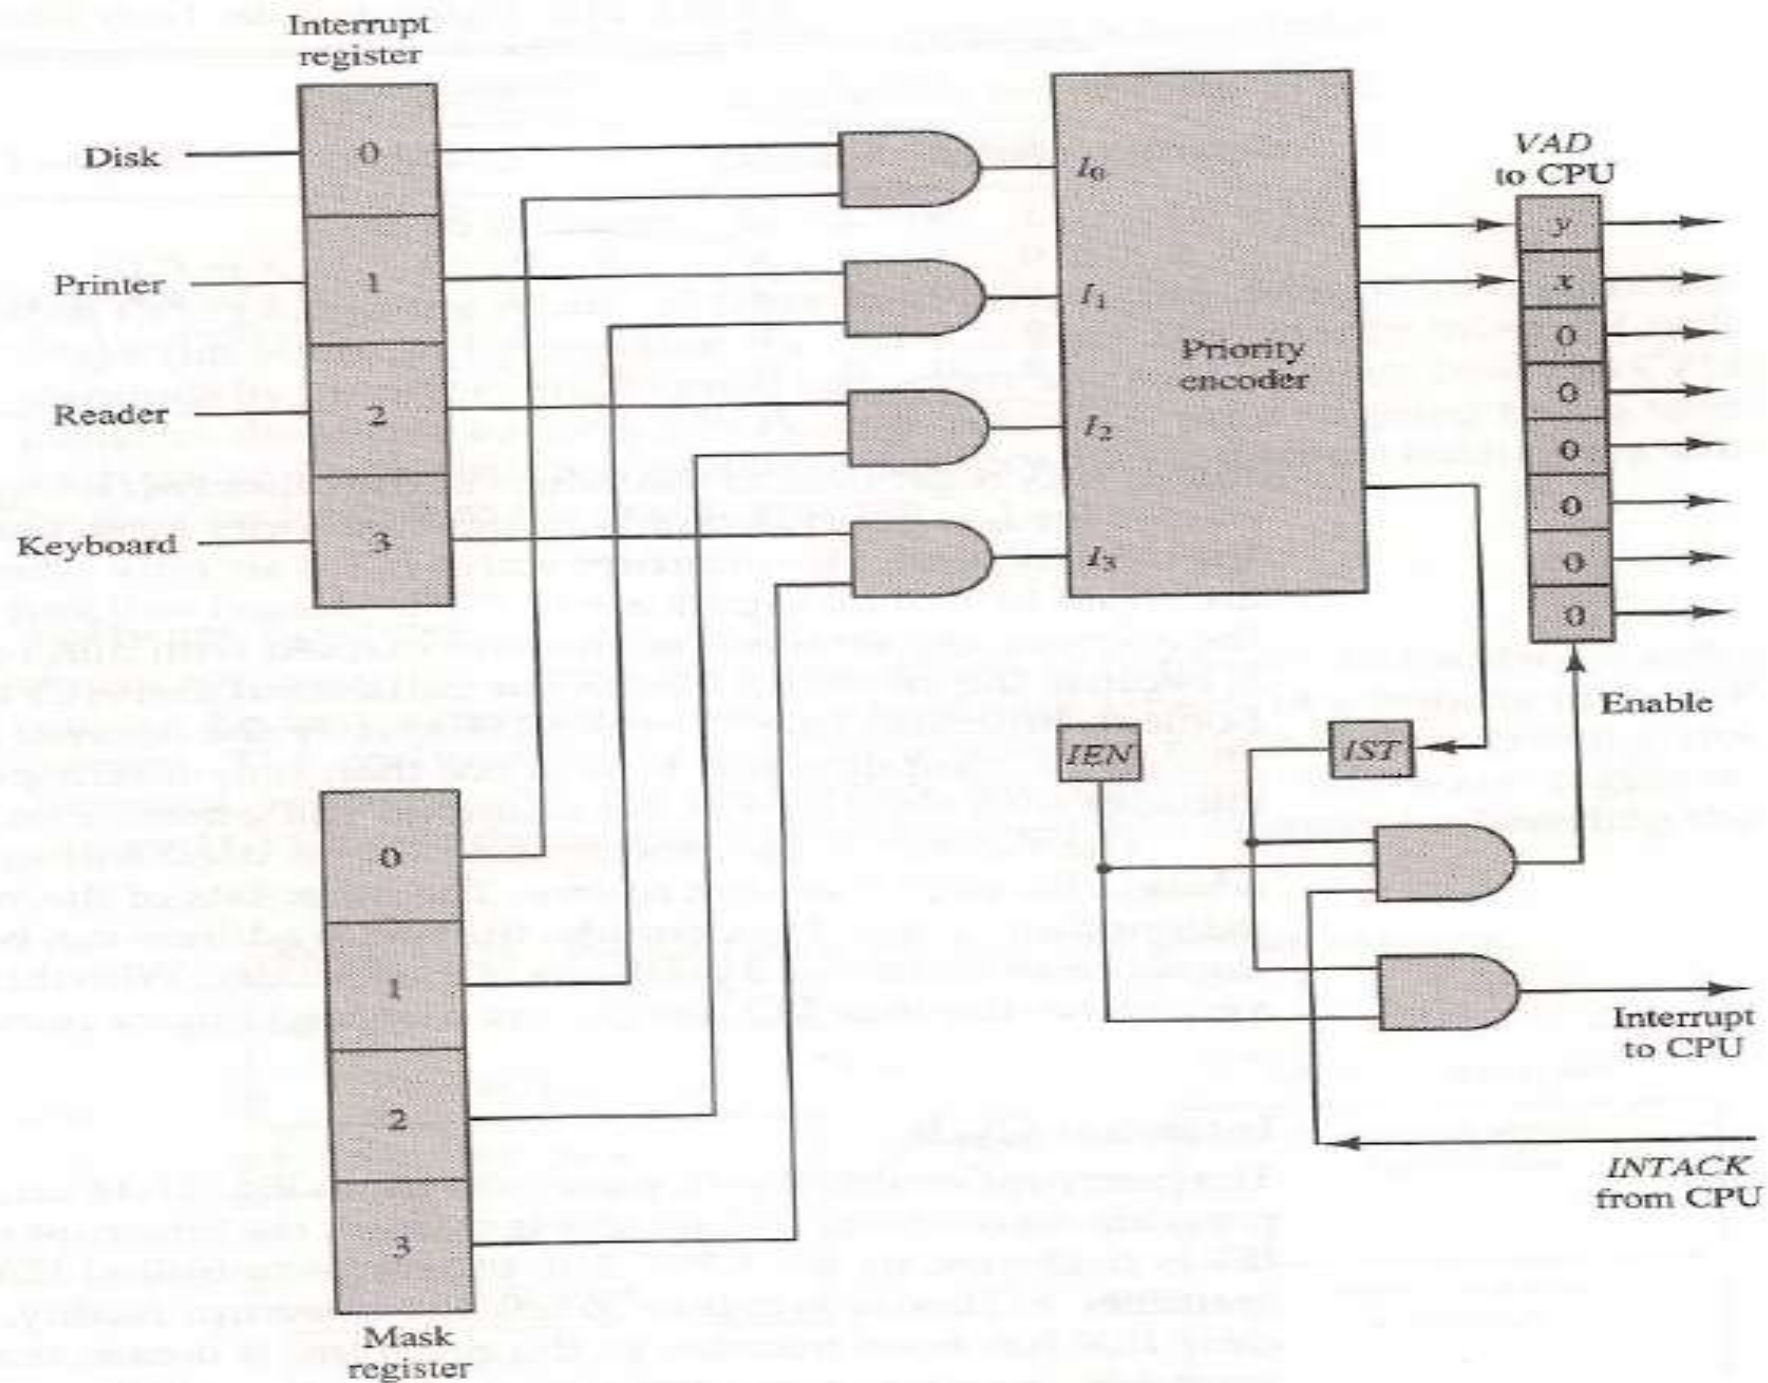 Interrupt
register
Disk
Printer
Reader
Keyboard
0
1
2
3
I0
I1
I2
I3
Priority
encoder
VAD
to CPU
y
x
0
0
0
0
0
0
Enable
IEN
IST
0
1
2
3
Mask
register
Interrupt
to CPU
INTACK
from CPU